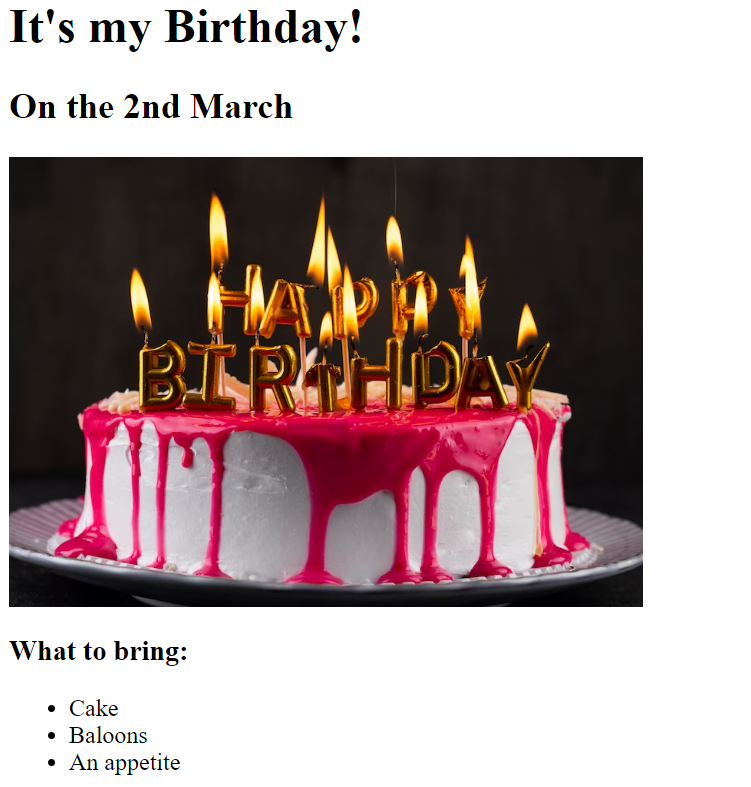 It's my Birthday!
On the 2nd March
HAPPY
BIRTHDAY
What to bring:
Cake
Baloons
An appetite